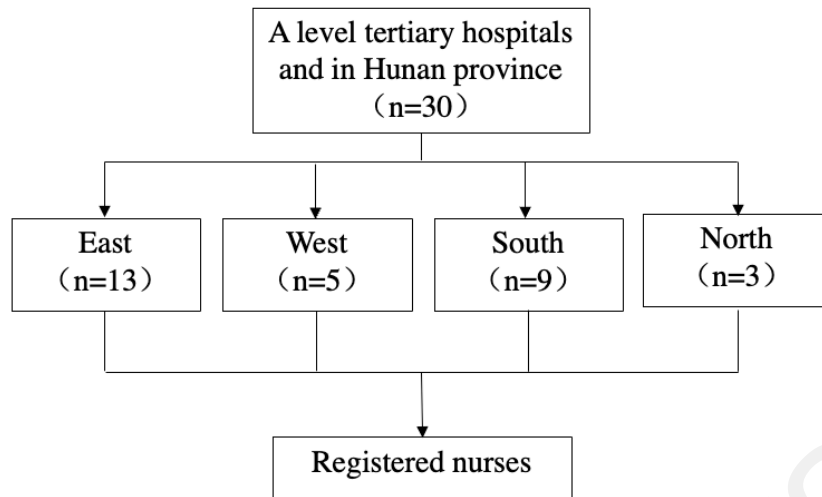 A level tertiary hospitals
and in Hunan province
（n=30）
East
（n=13）
West
（n=5）
South
（n=9）
North
（n=3）
Registered nurses